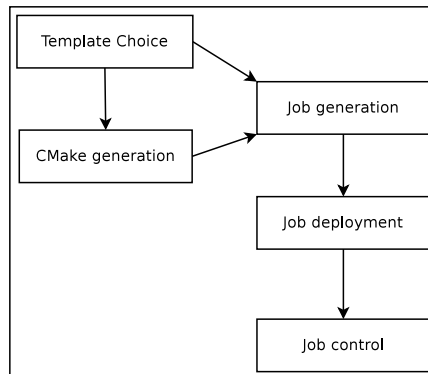 Template Choice
Job generation
CMake generation
Job deployment
Job control